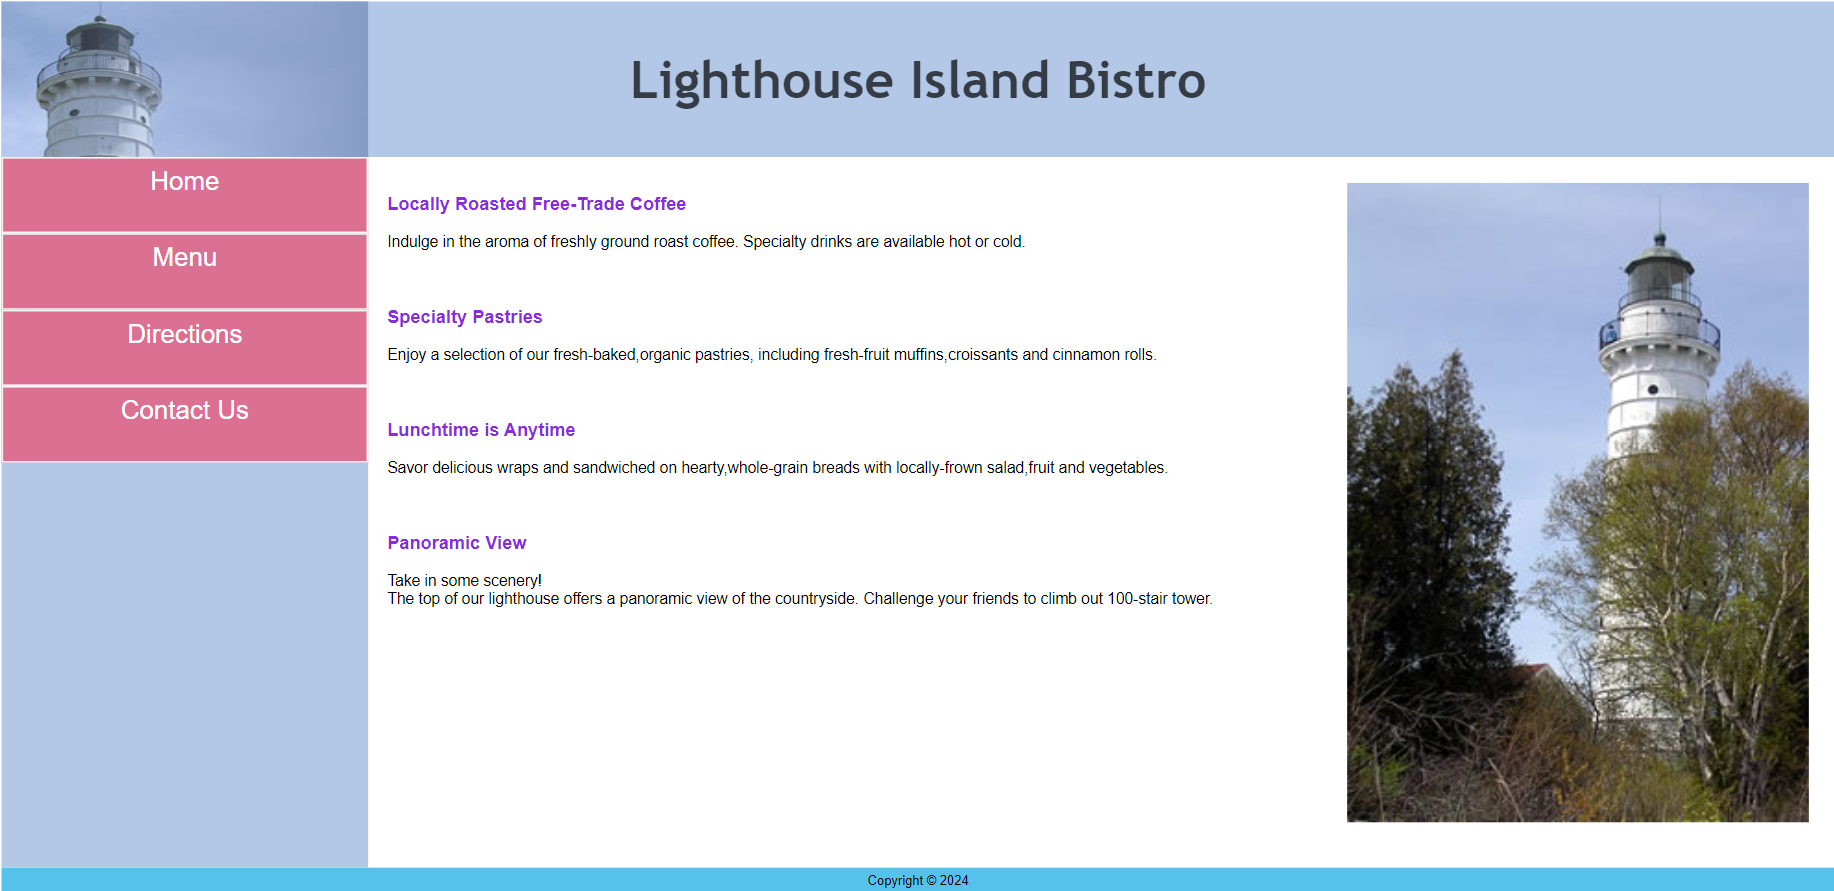 Lighthouse Island Bistro
Home
Menu
Directions
Contact Us
Locally Roasted Free-Trade Coffee
Indulge in the aroma of freshly ground roast coffee. Specialty drinks are available hot or cold.
Specialty Pastries
Enjoy a selection of our fresh-baked,organic pastries, including fresh-fruit muffins,croissants and cinnamon rolls.
Lunchtime is Anytime
Savor delicious wraps and sandwiched on hearty,whole-grain breads with locally-frown salad,fruit and vegetables.
Panoramic View
Take in some scenery!
The top of our lighthouse offers a panoramic view of the countryside. Challenge your friends to climb out 100-stair tower.
Copyright © 2024